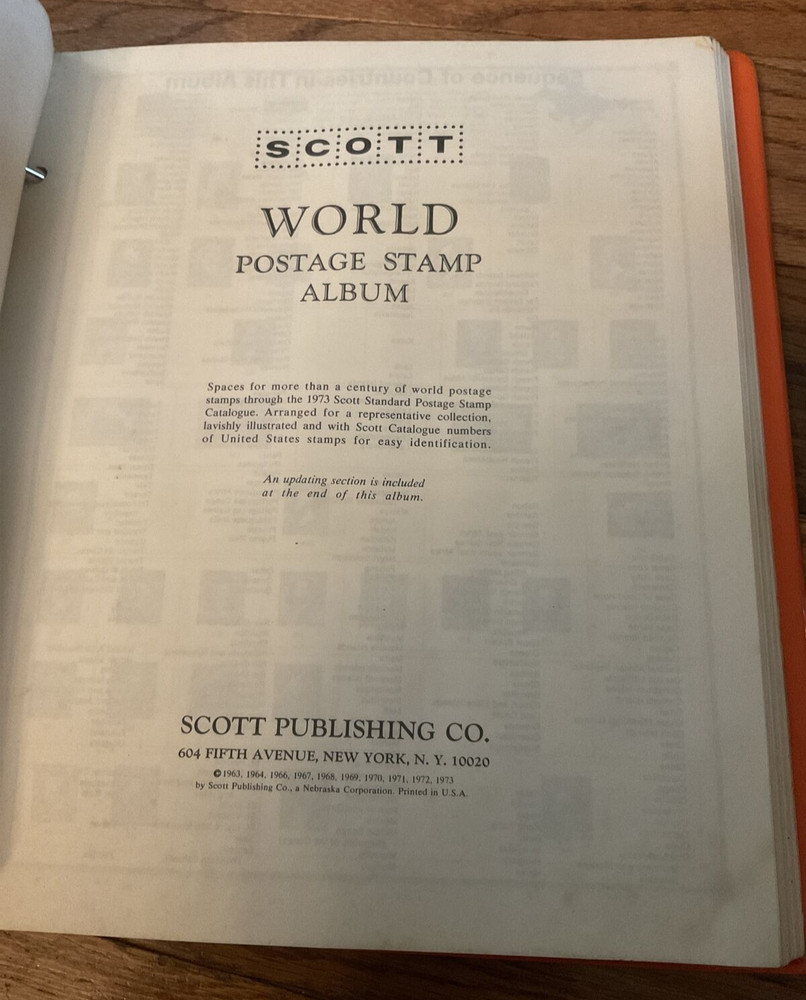 SCOTT
WORLD
POSTAGE STAMP
ALBUM
Spaces for more than a century of world postage
stamps through the 1973 Scott Standard Postage Stamp
Catalogue. Arranged for a representative collection,
lavishly illustrated and with Scott Catalogue numbers
of United States stamps for easy identification.
An updating section is included
at the end of this album.
SCOTT PUBLISHING CO.
604 FIFTH AVENUE, NEW YORK, N. Y. 10020
©1963, 1964, 1966, 1967, 1968, 1969, 1970, 1971, 1972, 1973
by Scott Publishing Co., a Nebraska Corporation. Printed in U.S.A.